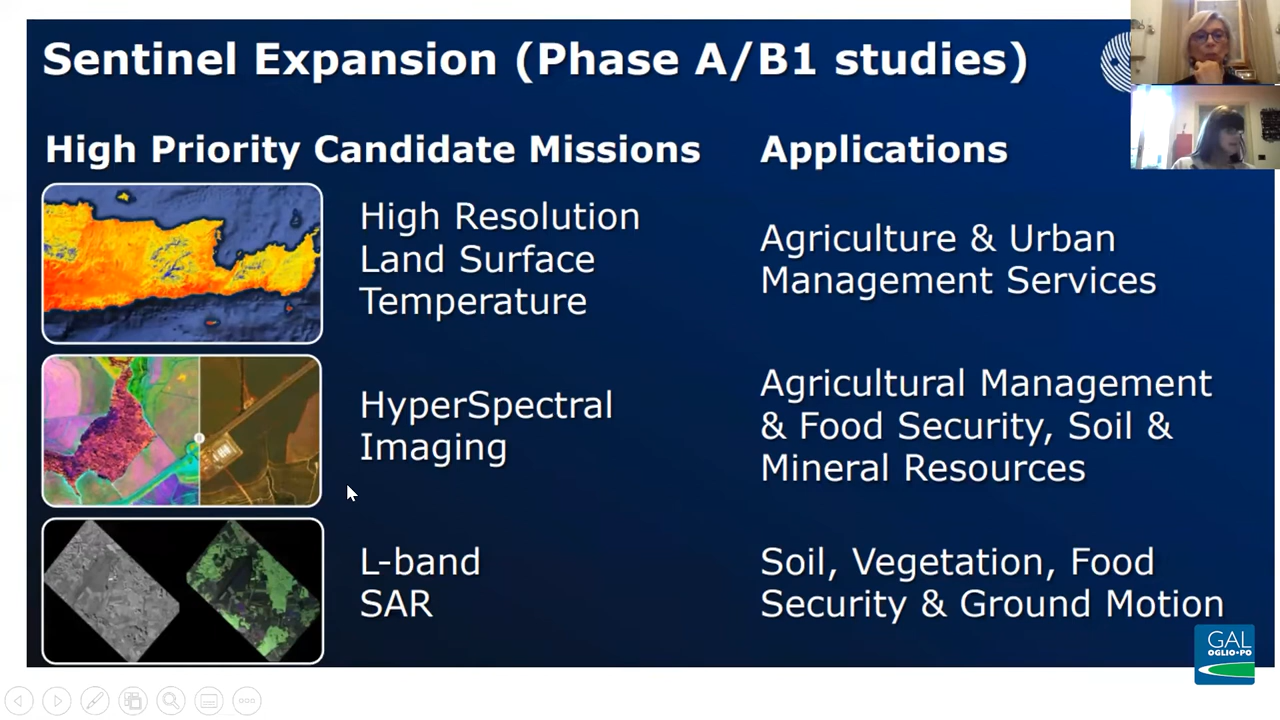 Sentinel Expansion (Phase A/B1 studies)
High Priority Candidate Missions
Applications
High Resolution
Land Surface
Temperature
Agriculture & Urban
Management Services
HyperSpectral
Imaging
Agricultural Management
& Food Security, Soil &
Mineral Resources
L-band
SAR
Soil, Vegetation, Food
Security & Ground Motion
GAL
OGLIO•PO